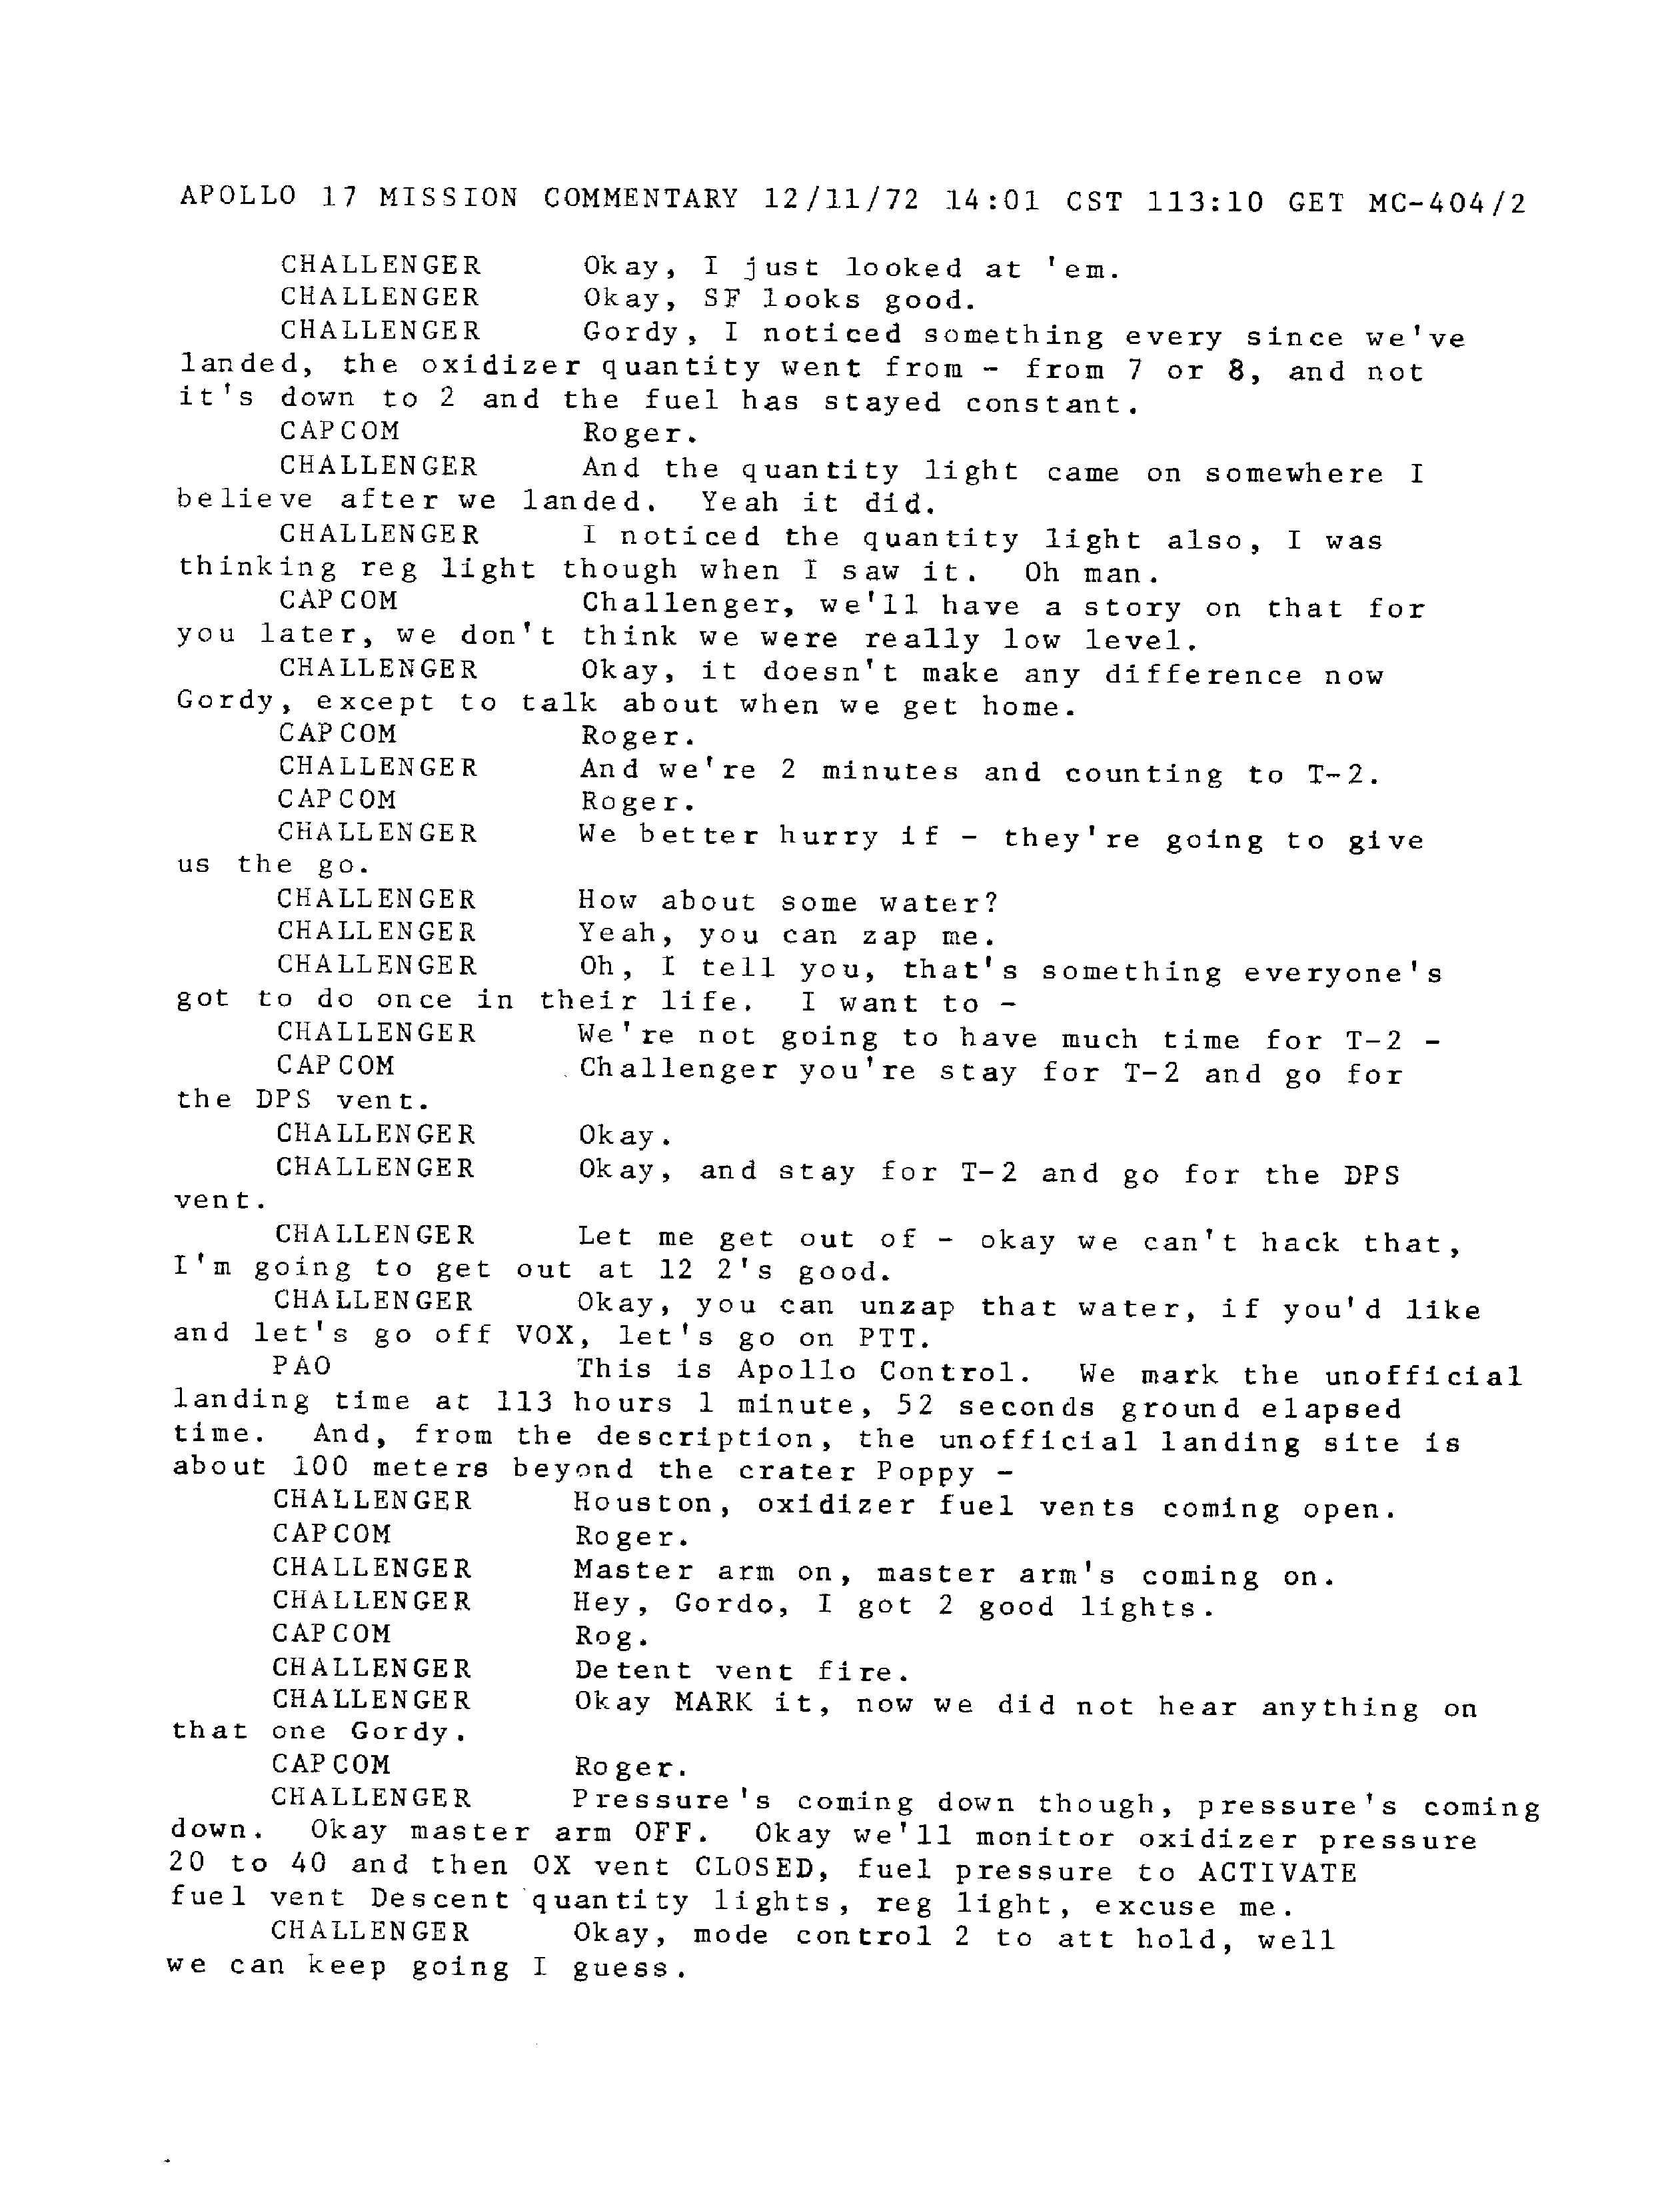 APOLLO 17 MISSION COMMENTARY 12/11/72 14:01 CST 113:10 GET MC-404/2
CHALLENGER Okay, I just looked at 'em.
CHALLENGER Okay, SF looks good.
CHALLENGER Gordy, I noticed something every since we've
landed, the oxidizer quantity went from - from 7 or 8, and not
it's down to 2 and the fuel has stayed constant.
CAPCOM Roger.
CHALLENGER And the quantity light came on somewhere I
believe after we landed. Yeah it did.
CHALLENGER I noticed the quantity light also, I was
thinking reg light though when I saw it. Oh man.
CAPCOM Challenger, we'll have a story on that for
you later, we don't think we were really low level.
CHALLENGER Okay, it doesn't make any difference now
Gordy, except to talk about when we get home.
CAPCOM Roger.
CHALLENGER And we're 2 minutes and counting to T-2.
CAPCOM Roger.
CHALLENGER We better hurry if - they're going to give
us the go.
CHALLENGER How about some water?
CHALLENGER Yeah, you can zap me.
CHALLENGER Oh, I tell you, that's something everyone's
got to do once in their life. I want to -
CHALLENGER We're not going to have much time for T-2 -
CAPCOM Challenger you're stay for T-2 and go for
the DPS vent.
CHALLENGER Okay.
CHALLENGER Okay, and stay for T-2 and go for the DPS
vent.
CHALLENGER Let me get out of - okay we can't hack that,
I'm going to get out at 12 2's good.
CHALLENGER Okay, you can unzap that water, if you'd like
and let's go off VOX, let's go on PTT.
PAO This is Apollo Control. We mark the unofficial
landing time at 113 hours 1 minute, 52 seconds ground elapsed
time. And, from the description, the unofficial landing site is
about 100 meters beyond the crater Poppy -
CHALLENGER Houston, oxidizer fuel vents coming open.
CAPCOM Roger.
CHALLENGER Master arm on, master arm's coming on.
CHALLENGER Hey, Gordo, I got 2 good lights.
CAPCOM Rog.
CHALLENGER Detent vent fire.
CHALLENGER Okay MARK it, now we did not hear anything on
that one Gordy.
CAPCOM Roger.
CHALLENGER Pressure's coming down though, pressure's coming
down. Okay master arm OFF. Okay we'll monitor oxidizer pressure
20 to 40 and then OX vent CLOSED, fuel pressure to ACTIVATE
fuel vent Descent quantity lights, reg light, excuse me.
CHALLENGER Okay, mode control 2 to att hold, well
we can keep going I guess.